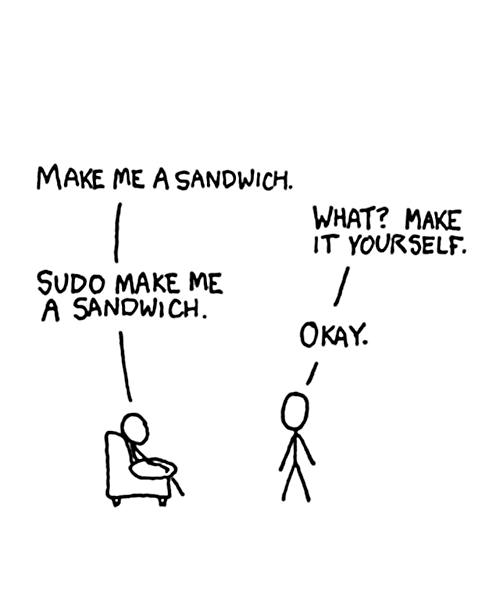 MAKE ME A SANDWICH.
WHAT? MAKE
IT YOURSELF.
SUDO MAKE ME
A SANDWICH.
OKAY.